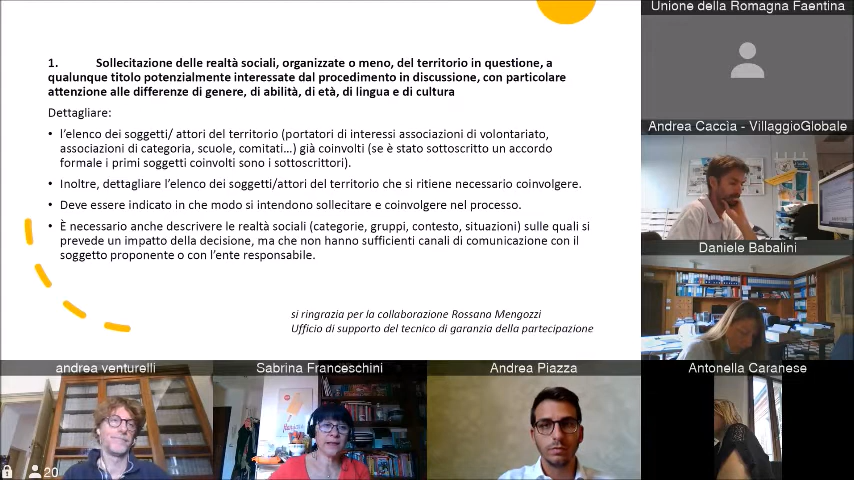 Unione della Romagna Faentina
1. Sollecitazione delle realtà sociali, organizzate o meno, del territorio in questione, a
qualunque titolo potenzialmente interessate dal procedimento in discussione, con particolare
attenzione alle differenze di genere, di abilità, di età, di lingua e di cultura
Dettagliare:
• l'elenco dei soggetti/ attori del territorio (portatori di interessi associazioni di volontariato,
associazioni di categoria, scuole, comitati...) già coinvolti (se è stato sottoscritto un accordo
formale i primi soggetti coinvolti sono i sottoscrittori).
• Inoltre, dettagliare l'elenco dei soggetti/attori del territorio che si ritiene necessario coinvolgere.
• Deve essere indicato in che modo si intendono sollecitare e coinvolgere nel processo.
• È necessario anche descrivere le realtà sociali (categorie, gruppi, contesto, situazioni) sulle quali si
prevede un impatto della decisione, ma che non hanno sufficienti canali di comunicazione con il
soggetto proponente o con l'ente responsabile.
si ringrazia per la collaborazione Rossana Mengozzi
Ufficio di supporto del tecnico di garanzia della partecipazione
Andrea Caccìa - VillaggioGlobale
Daniele Babalini
andrea venturelli
Sabrina Franceschini
Andrea Piazza
Antonella Caranese
20